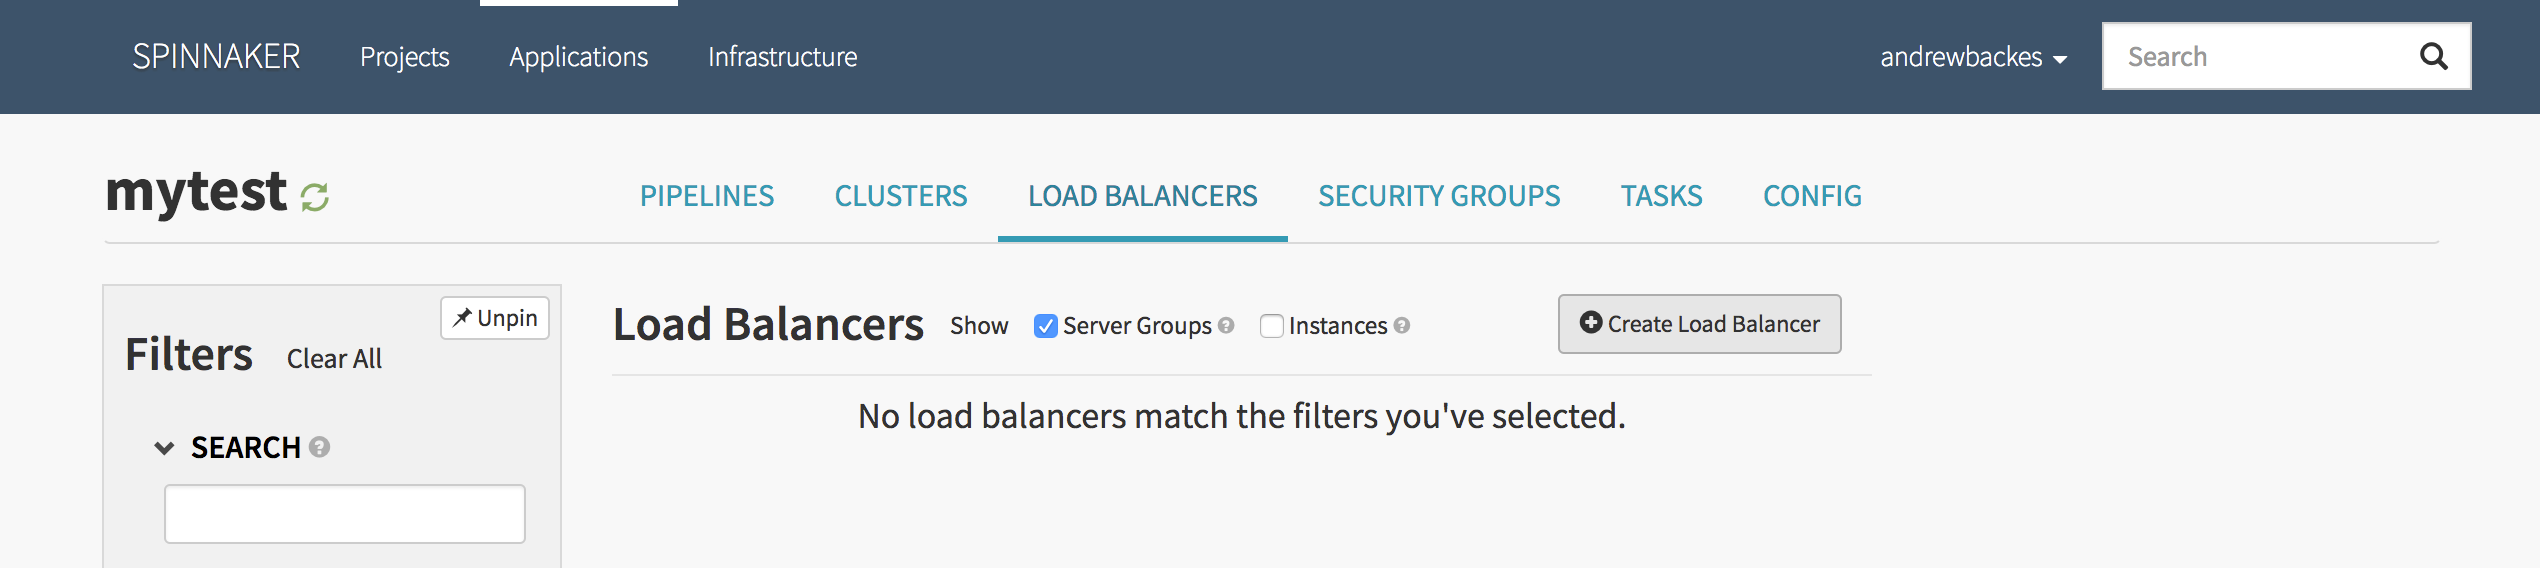 SPINNAKER Projects Applications Infrastructure andrewbackes Search
mytest PIPELINES CLUSTERS LOAD BALANCERS SECURITY GROUPS TASKS CONFIG
Unpin
Filters Clear All
SEARCH ?
Load Balancers Show Server Groups ? Instances ? Create Load Balancer
No load balancers match the filters you've selected.